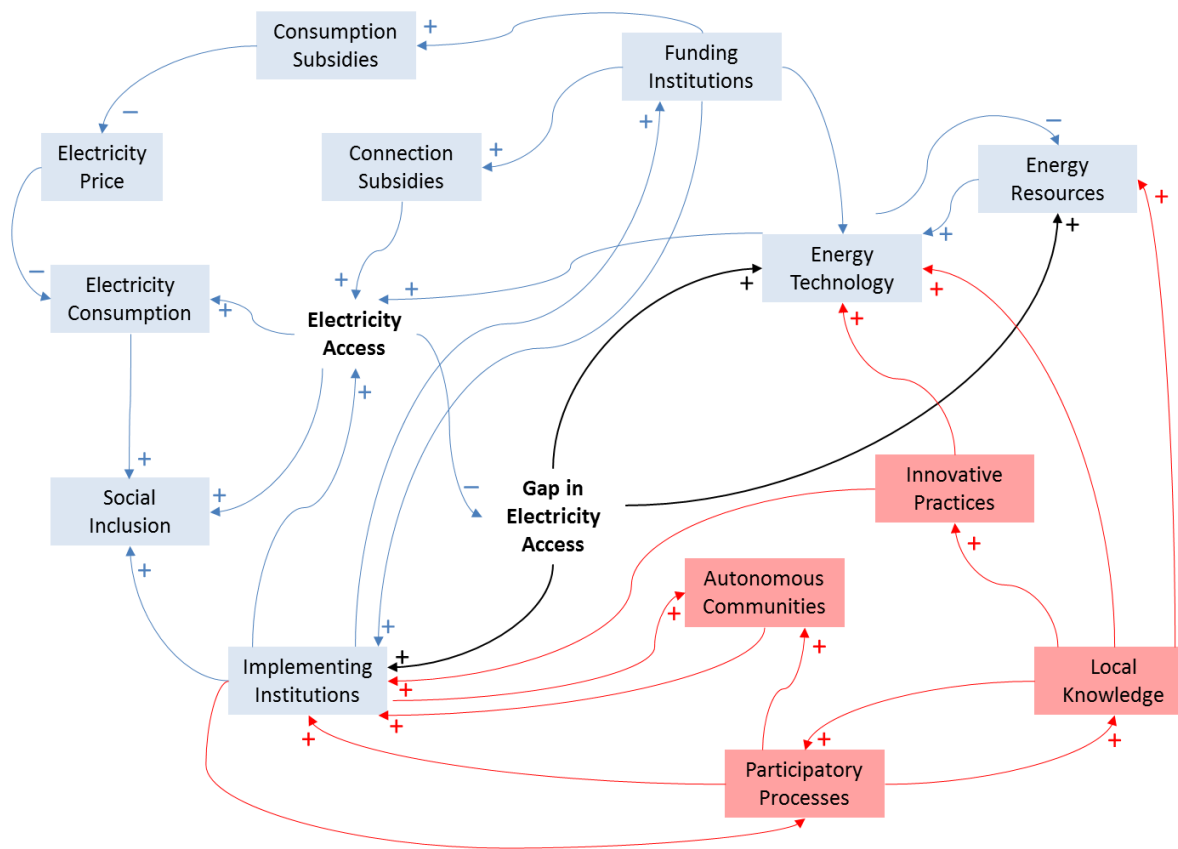 Consumption
Subsidies
+
Funding
Institutions
–
+
–
Electricity
Price
Connection
Subsidies
+
Energy
Resources
+
+
+
–
Electricity
Consumption
+
+
+
Energy
Technology
+
+
+
Electricity
Access
+
+
Social
Inclusion
+
+
–
Gap in
Electricity
Access
Innovative
Practices
+
+
Autonomous
Communities
+
+
+
Implementing
Institutions
+
+
+
Local
Knowledge
+
+
+
Participatory
Processes
+